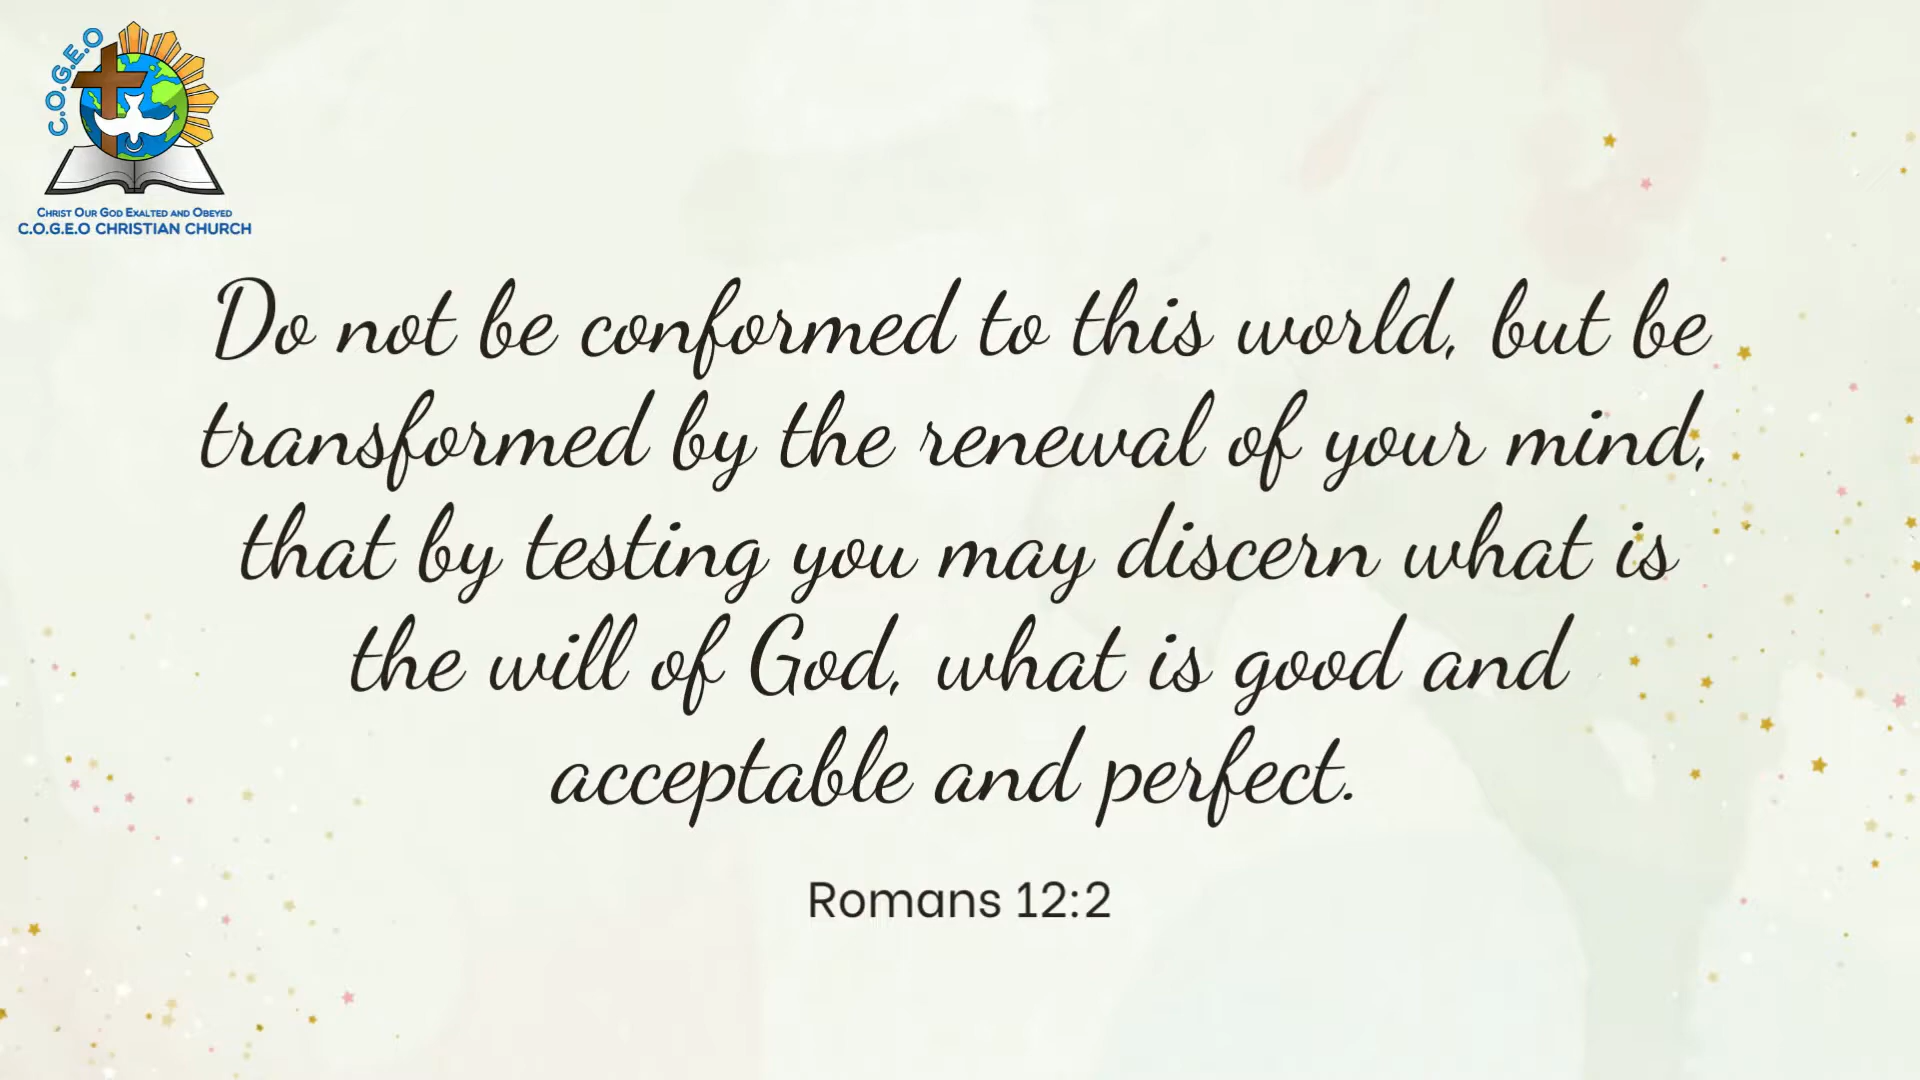 C.O.G.E.O
Christ Our God Exalted and Obeyed
C.O.G.E.O CHRISTIAN CHURCH
Do not be conformed to this world, but be
transformed by the renewal of your mind,
that by testing you may discern what is
the will of God, what is good and
acceptable and perfect.
Romans 12:2